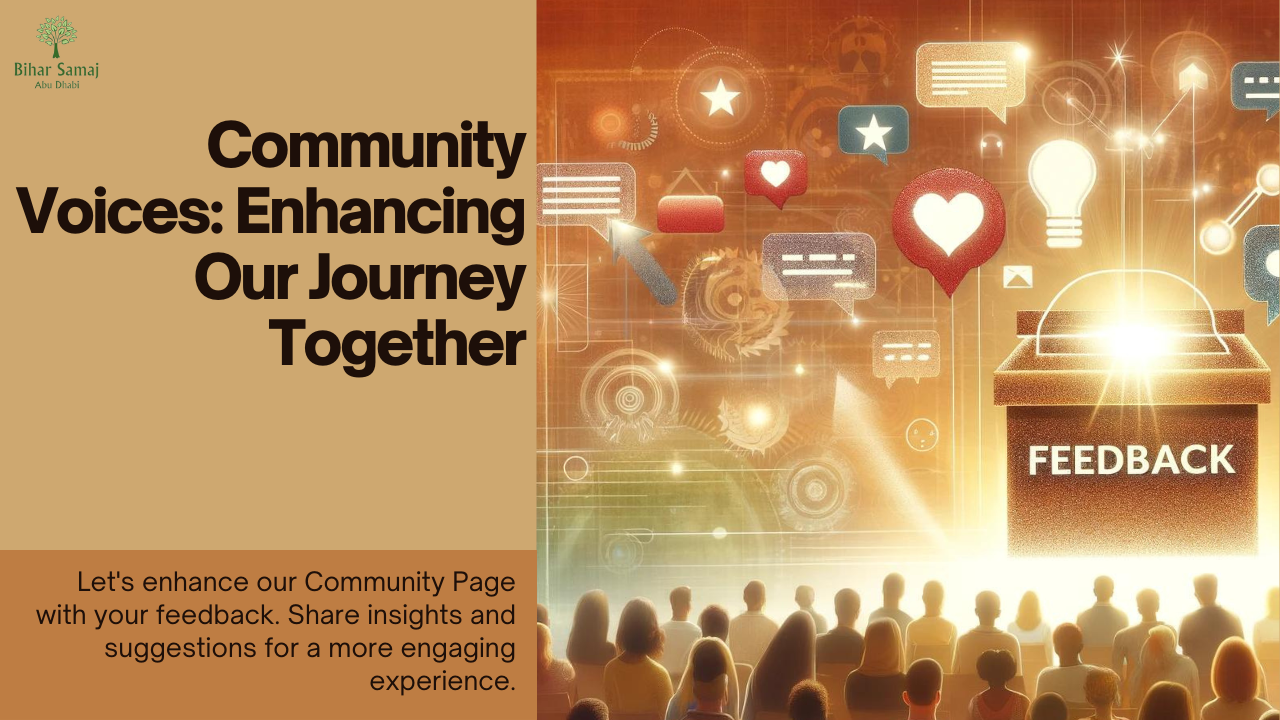 Bihar Samaj
Abu Dhabi
Community
Voices: Enhancing
Our Journey
Together
Let's enhance our Community Page
with your feedback. Share insights and
suggestions for a more engaging
experience.
FEEDBACK